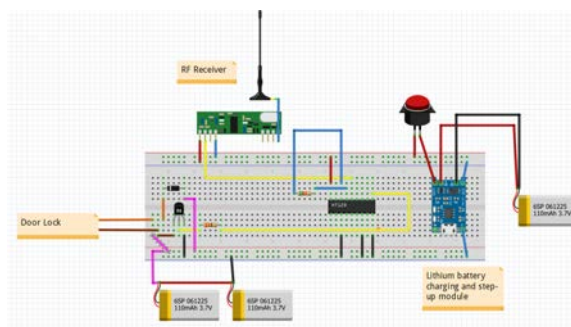 RF Receiver
HT12D
Door Lock
6SP 061225
110mAh 3.7V
Lithium battery
charging and step-
up module
6SP 061225
110mAh 3.7V
6SP 061225
110mAh 3.7V